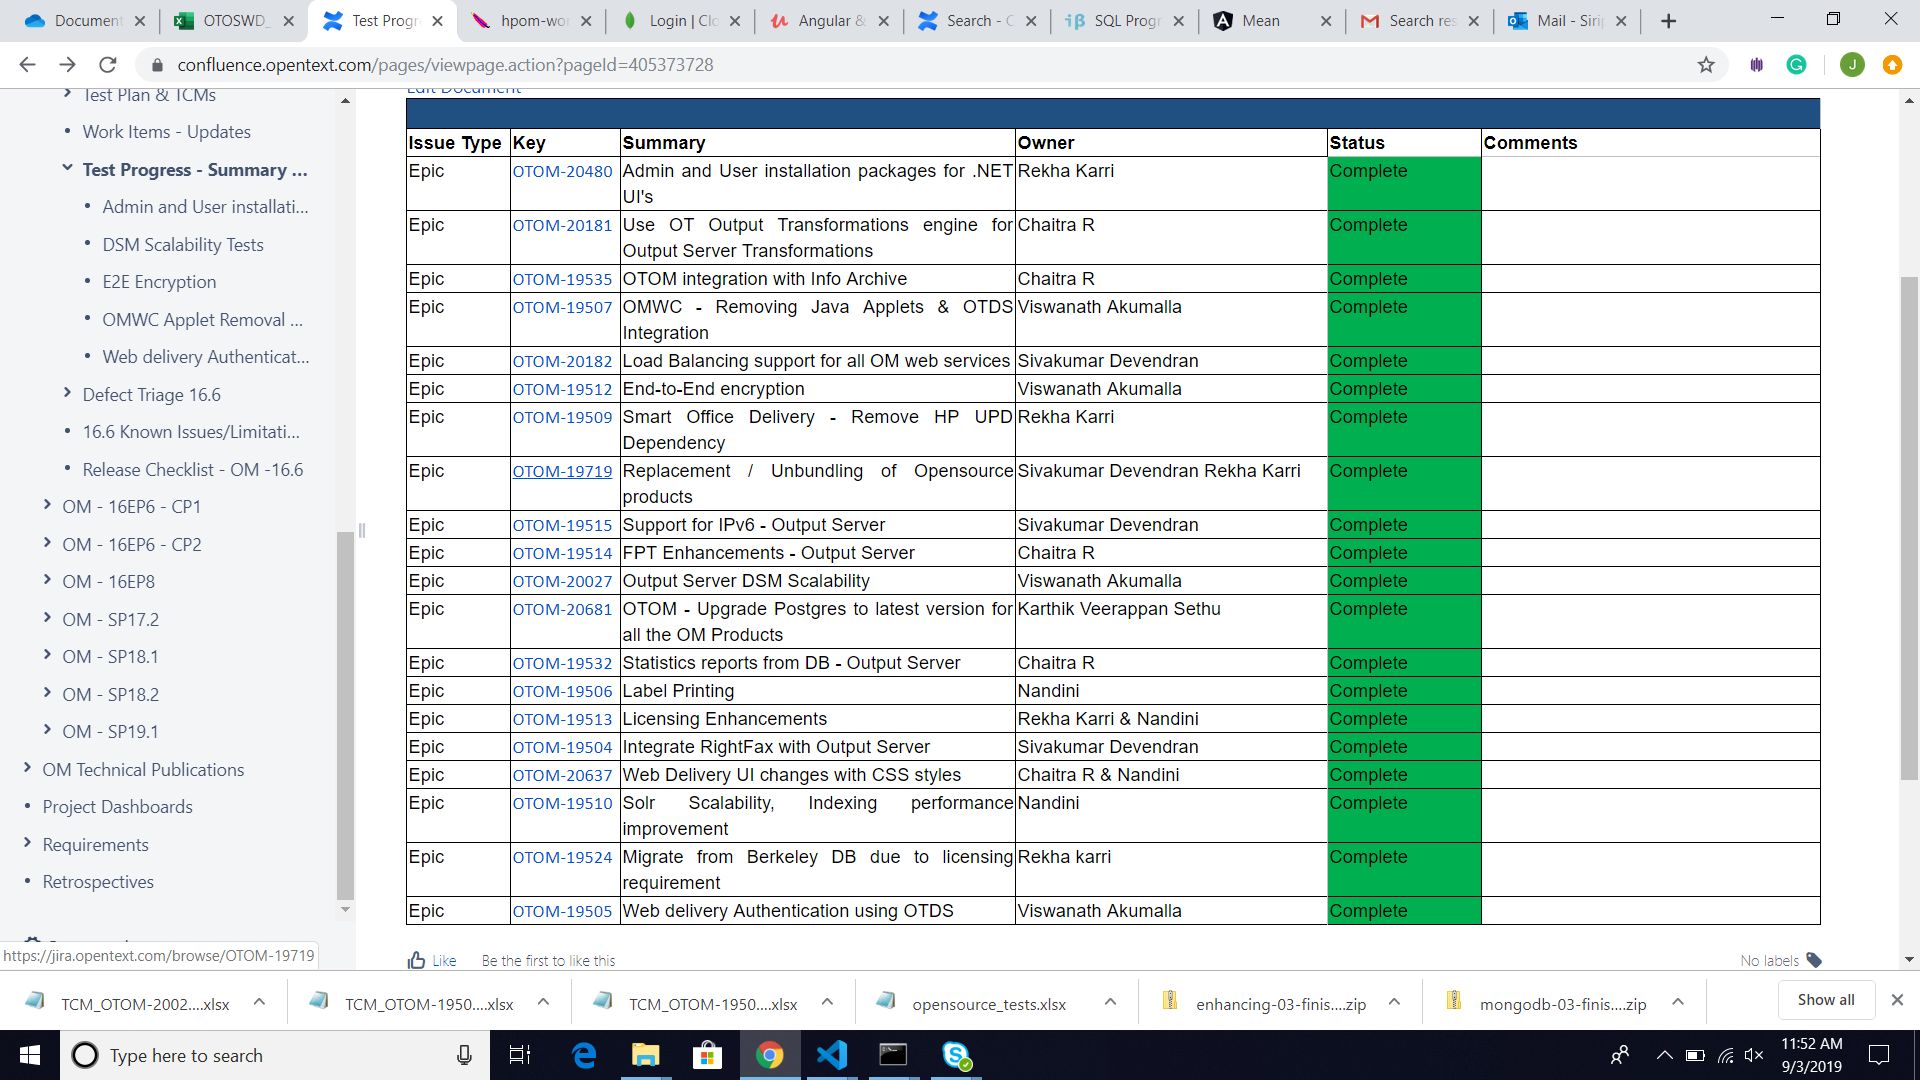 Document
OTOSWD_
Test Progr
hpom-wor
Login | Clo
Angular &
Search - C
SQL Progr
Mean
Search res
Mail - Sirip
confluence.opentext.com/pages/viewpage.action?pageId=405373728
J
Test Plan & TCMs
Work Items - Updates
Test Progress - Summary ...
Admin and User installati...
DSM Scalability Tests
E2E Encryption
OMWC Applet Removal ...
Web delivery Authenticat...
Defect Triage 16.6
16.6 Known Issues/Limitati...
Release Checklist - OM -16.6
OM - 16EP6 - CP1
OM - 16EP6 - CP2
OM - 16EP8
OM - SP17.2
OM - SP18.1
OM - SP18.2
OM - SP19.1
OM Technical Publications
Project Dashboards
Requirements
Retrospectives
https://jira.opentext.com/browse/OTOM-19719
Edit Document
Issue Type Key Summary Owner Status Comments
Epic OTOM-20480 Admin and User installation packages for .NET Rekha Karri Complete
UI's
Epic OTOM-20181 Use OT Output Transformations engine for Chaitra R Complete
Output Server Transformations
Epic OTOM-19535 OTOM integration with Info Archive Chaitra R Complete
Epic OTOM-19507 OMWC - Removing Java Applets & OTDS Viswanath Akumalla Complete
Integration
Epic OTOM-20182 Load Balancing support for all OM web services Sivakumar Devendran Complete
Epic OTOM-19512 End-to-End encryption Viswanath Akumalla Complete
Epic OTOM-19509 Smart Office Delivery - Remove HP UPD Rekha Karri Complete
Dependency
Epic OTOM-19719 Replacement / Unbundling of Opensource Sivakumar Devendran Rekha Karri Complete
products
Epic OTOM-19515 Support for IPv6 - Output Server Sivakumar Devendran Complete
Epic OTOM-19514 FPT Enhancements - Output Server Chaitra R Complete
Epic OTOM-20027 Output Server DSM Scalability Viswanath Akumalla Complete
Epic OTOM-20681 OTOM - Upgrade Postgres to latest version for Karthik Veerappan Sethu Complete
all the OM Products
Epic OTOM-19532 Statistics reports from DB - Output Server Chaitra R Complete
Epic OTOM-19506 Label Printing Nandini Complete
Epic OTOM-19513 Licensing Enhancements Rekha Karri & Nandini Complete
Epic OTOM-19504 Integrate RightFax with Output Server Sivakumar Devendran Complete
Epic OTOM-20637 Web Delivery UI changes with CSS styles Chaitra R & Nandini Complete
Epic OTOM-19510 Solr Scalability, Indexing performance Nandini Complete
improvement
Epic OTOM-19524 Migrate from Berkeley DB due to licensing Rekha karri Complete
requirement
Epic OTOM-19505 Web delivery Authentication using OTDS Viswanath Akumalla Complete
Like Be the first to like this
No labels
TCM_OTOM-2002....xlsx
TCM_OTOM-1950....xlsx
TCM_OTOM-1950....xlsx
opensource_tests.xlsx
enhancing-03-finis....zip
mongodb-03-finis....zip
Show all
Type here to search
11:52 AM
9/3/2019